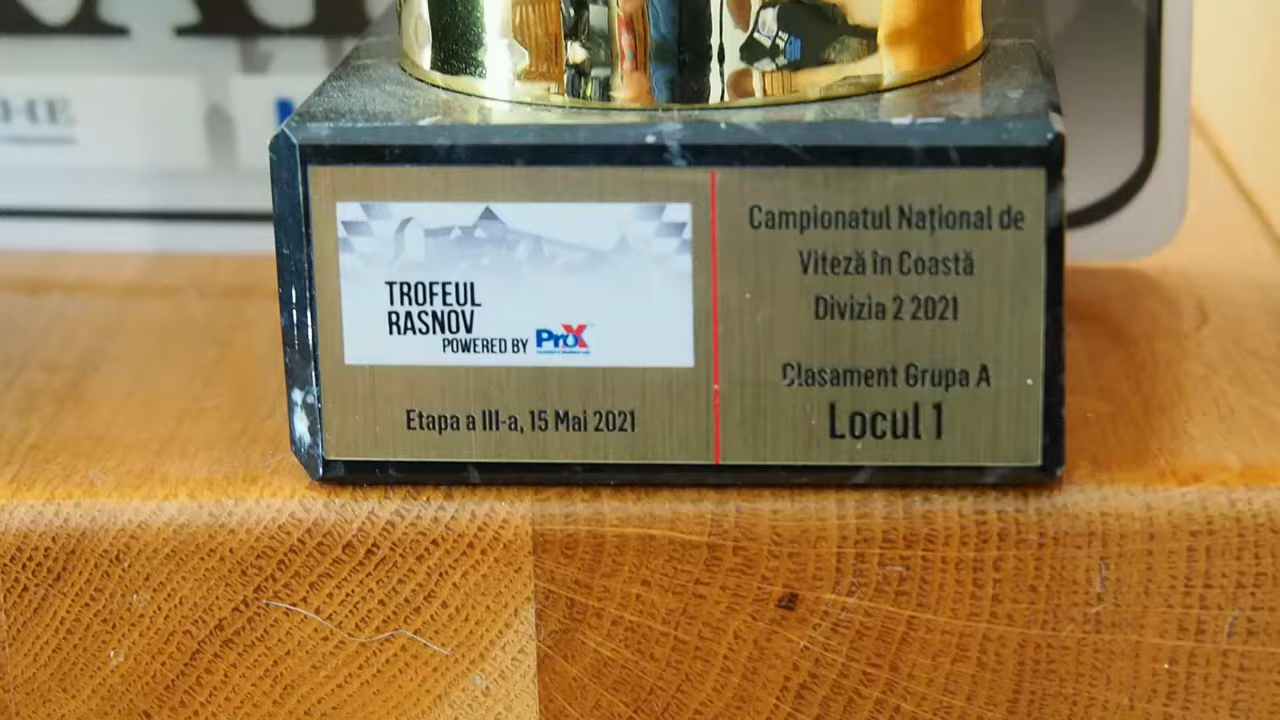 HE
TROFEUL
RASNOV
POWERED BY ProX
Etapa a III-a, 15 Mai 2021
Campionatul Național de
Viteză în Coastă
Divizia 2 2021
Clasament Grupa A
Locul 1